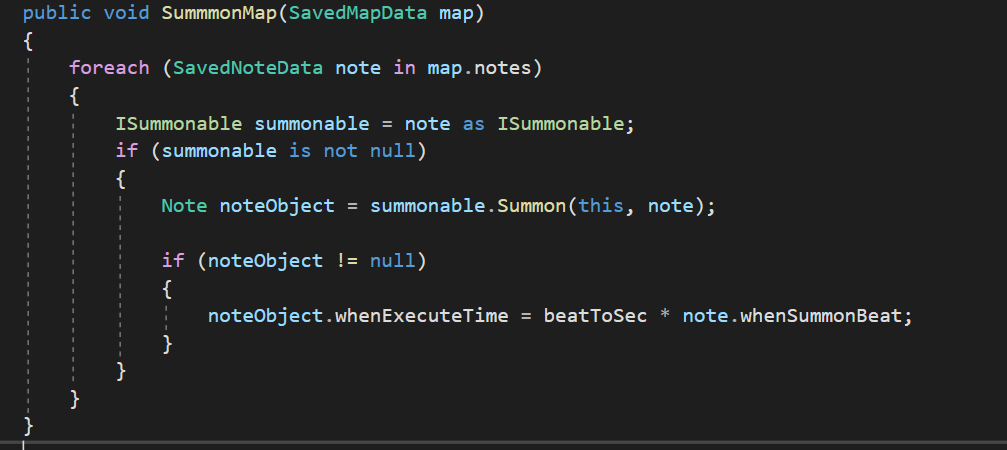 public void SummmonMap(SavedMapData map)
{
foreach (SavedNoteData note in map.notes)
{
ISummonable summonable = note as ISummonable;
if (summonable is not null)
{
Note noteObject = summonable.Summon(this, note);
if (noteObject != null)
{
noteObject.whenExecuteTime = beatToSec * note.whenSummonBeat;
}
}
}
}